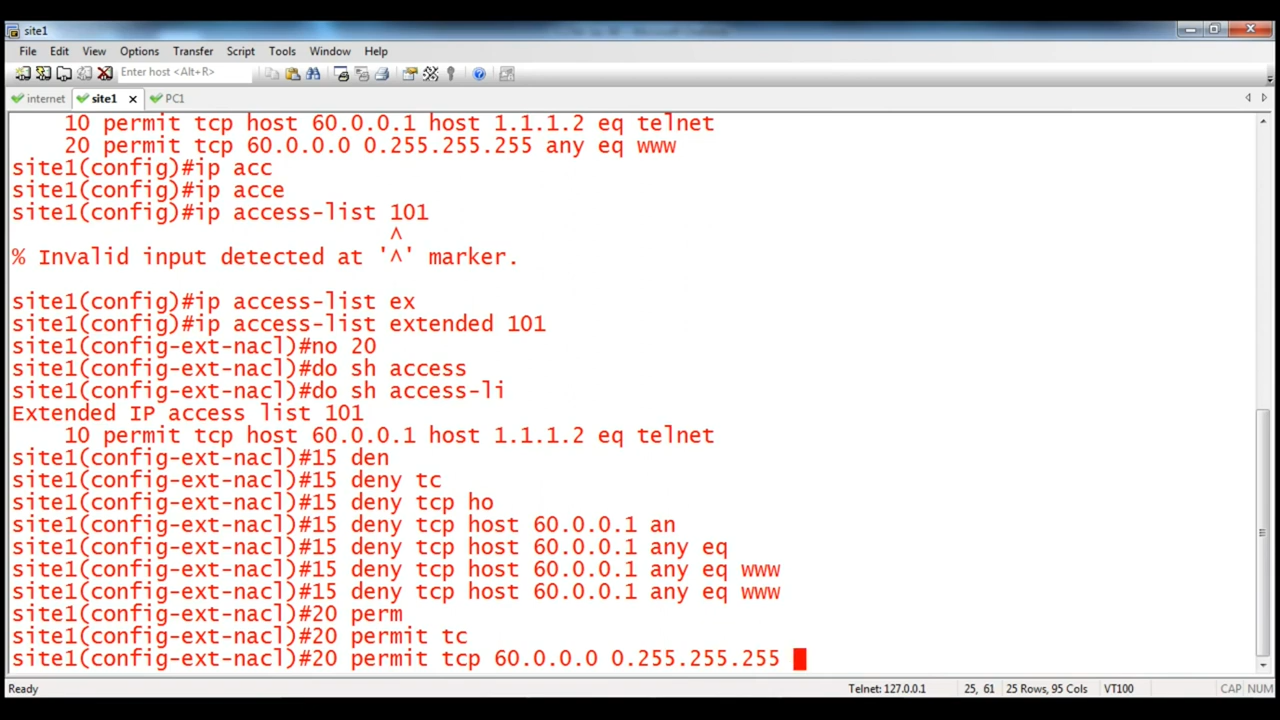 site1
File Edit View Options Transfer Script Tools Window Help
Enter host <Alt+R>
internet site1 PC1
10 permit tcp host 60.0.0.1 host 1.1.1.2 eq telnet
20 permit tcp 60.0.0.0 0.255.255.255 any eq www
site1(config)#ip acc
site1(config)#ip acce
site1(config)#ip access-list 101
^
% Invalid input detected at '^' marker.
site1(config)#ip access-list ex
site1(config)#ip access-list extended 101
site1(config-ext-nacl)#no 20
site1(config-ext-nacl)#do sh access
site1(config-ext-nacl)#do sh access-li
Extended IP access list 101
10 permit tcp host 60.0.0.1 host 1.1.1.2 eq telnet
site1(config-ext-nacl)#15 den
site1(config-ext-nacl)#15 deny tc
site1(config-ext-nacl)#15 deny tcp ho
site1(config-ext-nacl)#15 deny tcp host 60.0.0.1 an
site1(config-ext-nacl)#15 deny tcp host 60.0.0.1 any eq
site1(config-ext-nacl)#15 deny tcp host 60.0.0.1 any eq www
site1(config-ext-nacl)#15 deny tcp host 60.0.0.1 any eq www
site1(config-ext-nacl)#20 perm
site1(config-ext-nacl)#20 permit tc
site1(config-ext-nacl)#20 permit tcp 60.0.0.0 0.255.255.255
Ready Telnet: 127.0.0.1 25, 61 25 Rows, 95 Cols VT100 CAP NUM